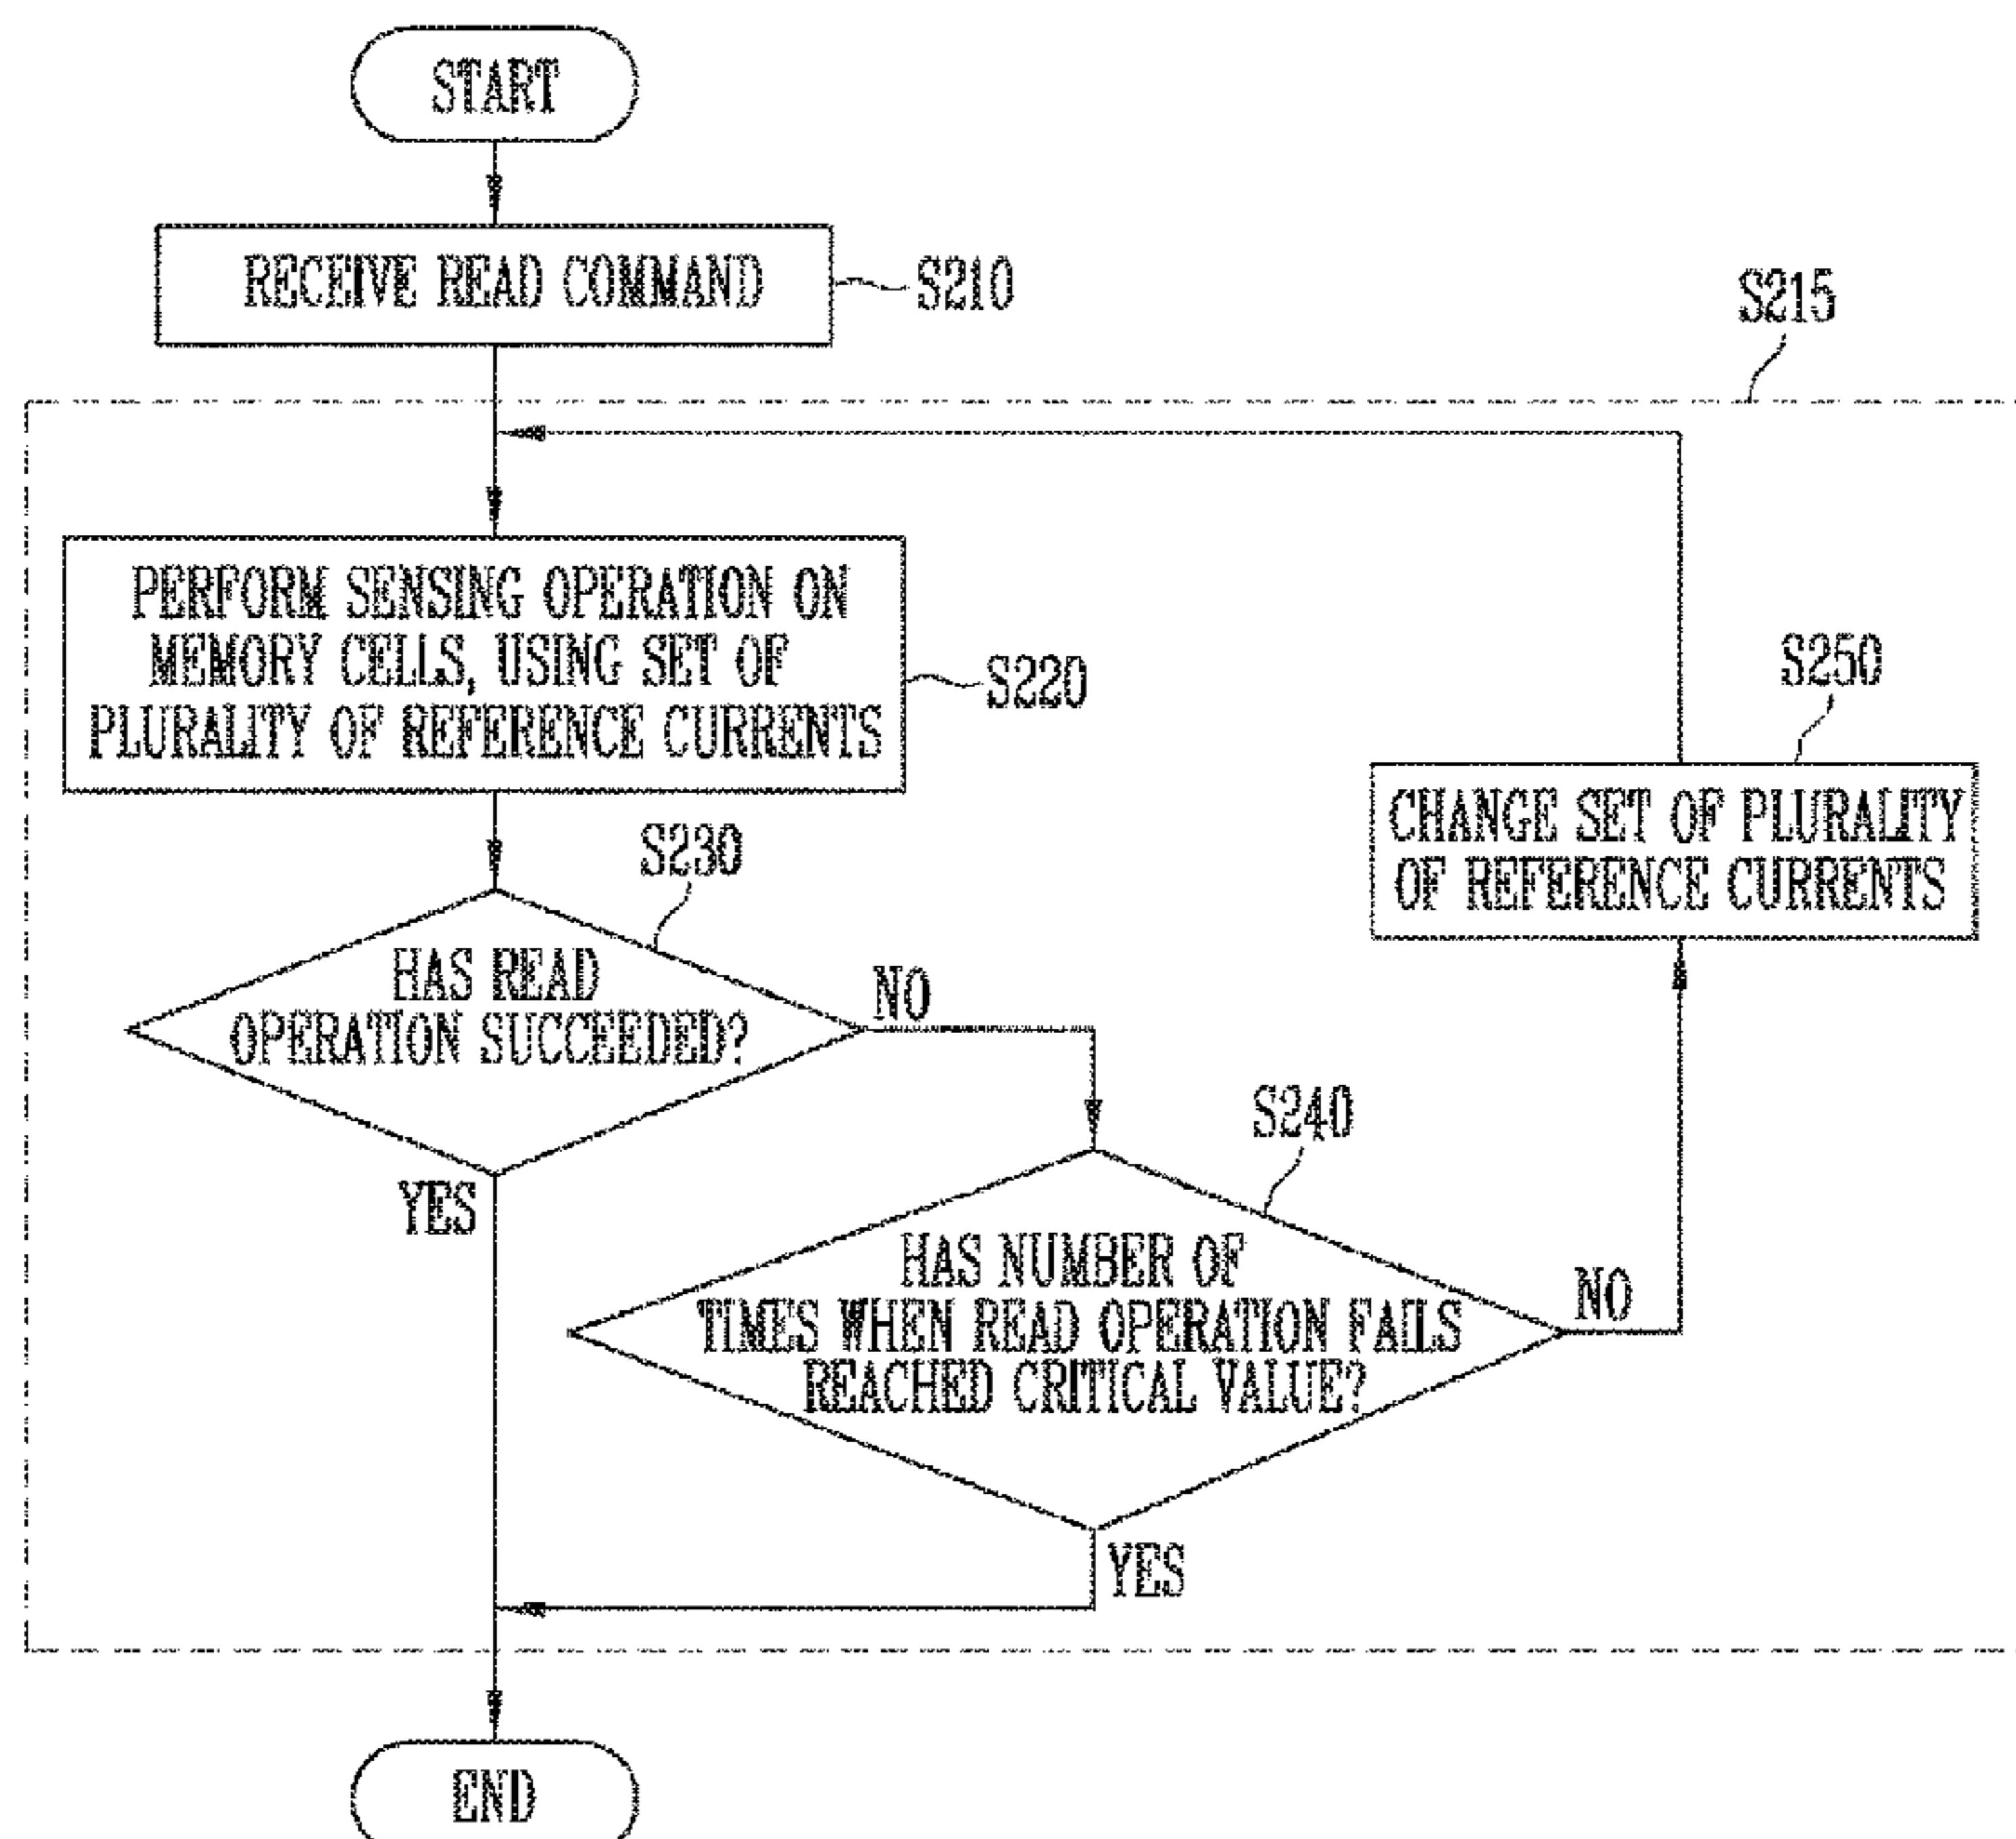 START
RECEIVE READ COMMAND
S210
S215
PERFORM SENSING OPERATION ON
MEMORY CELLS, USING SET OF
PLURALITY OF REFERENCE CURRENTS
S220
S250
CHANGE SET OF PLURALITY
OF REFERENCE CURRENTS
S230
HAS READ
OPERATION SUCCEEDED?
NO
YES
S240
HAS NUMBER OF
TIMES WHEN READ OPERATION FAILS
REACHED CRITICAL VALUE?
NO
YES
END